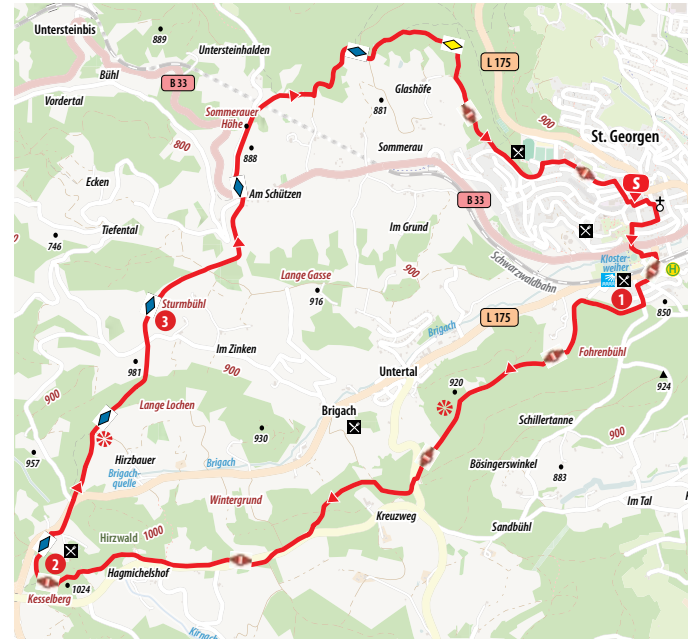 Untersteinbis
889
Untersteinhalden
B 33
L 175
Bühl
Vordertal
Glashöfe
900
881
Sommerauer
Höhe
St. Georgen
800
888
Sommerau
S
Ecken
Am Schützen
B 33
Tiefental
Im Grund
746
Schwarzwaldbahn
Kloster-
weiher
H
900
Lange Gasse
916
1
Sturmbühl
3
L 175
850
Brigach
Im Zinken
Fohrenbühl
981
900
Untertal
924
900
920
Lange Lochen
Brigach
Schillertanne
900
930
Hirzbauer
957
Brigach
Bösingerswinkel
Brigach-
quelle
883
Wintergrund
Im Tal
Kreuzweg
Sandbühl
Hirzwald
1000
2
Hagmichelshof
1024
Kesselberg
Kirnach